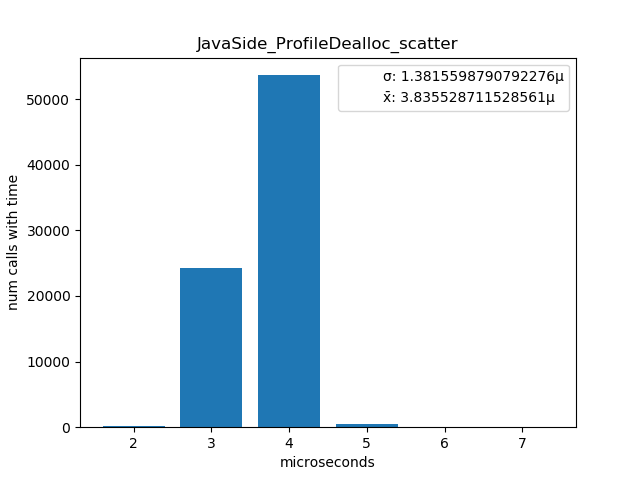 JavaSide_ProfileDealloc_scatter
σ: 1.3815598790792276μ
x̄: 3.835528711528561μ
num calls with time
50000
40000
30000
20000
10000
0
2 3 4 5 6 7
microseconds